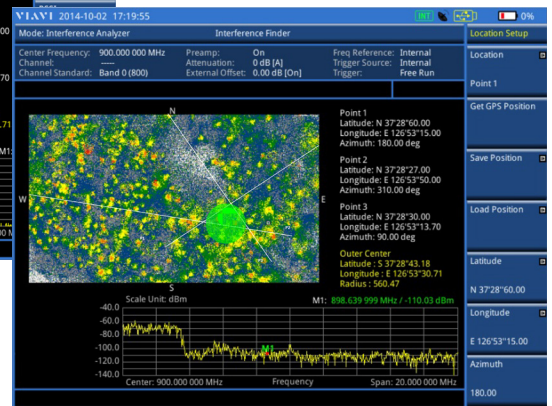 VIAVI 2014-10-02 17:19:55 INT 0%
Mode: Interference Analyzer Interference Finder Location Setup
Center Frequency: 900.000 000 MHz Preamp: On Freq Reference: Internal
Channel: ----- Attenuation: 0 dB [A] Trigger Source: Internal
Channel Standard: Band 0 (800) External Offset: 0.00 dB [On] Trigger: Free Run
Location
Point 1
Get GPS Position
Save Position
Load Position
Latitude
N 37'28"60.00
Longitude
E 126'53"15.00
Azimuth
180.00
N
W
E
S
Point 1
Latitude: N 37'28"60.00
Longitude: E 126'53"15.00
Azimuth: 180.00 deg
Point 2
Latitude: N 37'28"27.00
Longitude: E 126'53"50.00
Azimuth: 310.00 deg
Point 3
Latitude: N 37'28"30.00
Longitude: E 126'53"13.70
Azimuth: 90.00 deg
Outer Center
Latitude : S 37'28"43.18
Longitude : E 126'53"30.71
Radius : 560.47
Scale Unit: dBm M1: 898.639 999 MHz / -110.03 dBm
-40.0
-60.0
-80.0
-100.0
-120.0
-140.0
M1
Center: 900.000 000 MHz Frequency Span: 20.000 000 MHz
00
70
.71
M1: